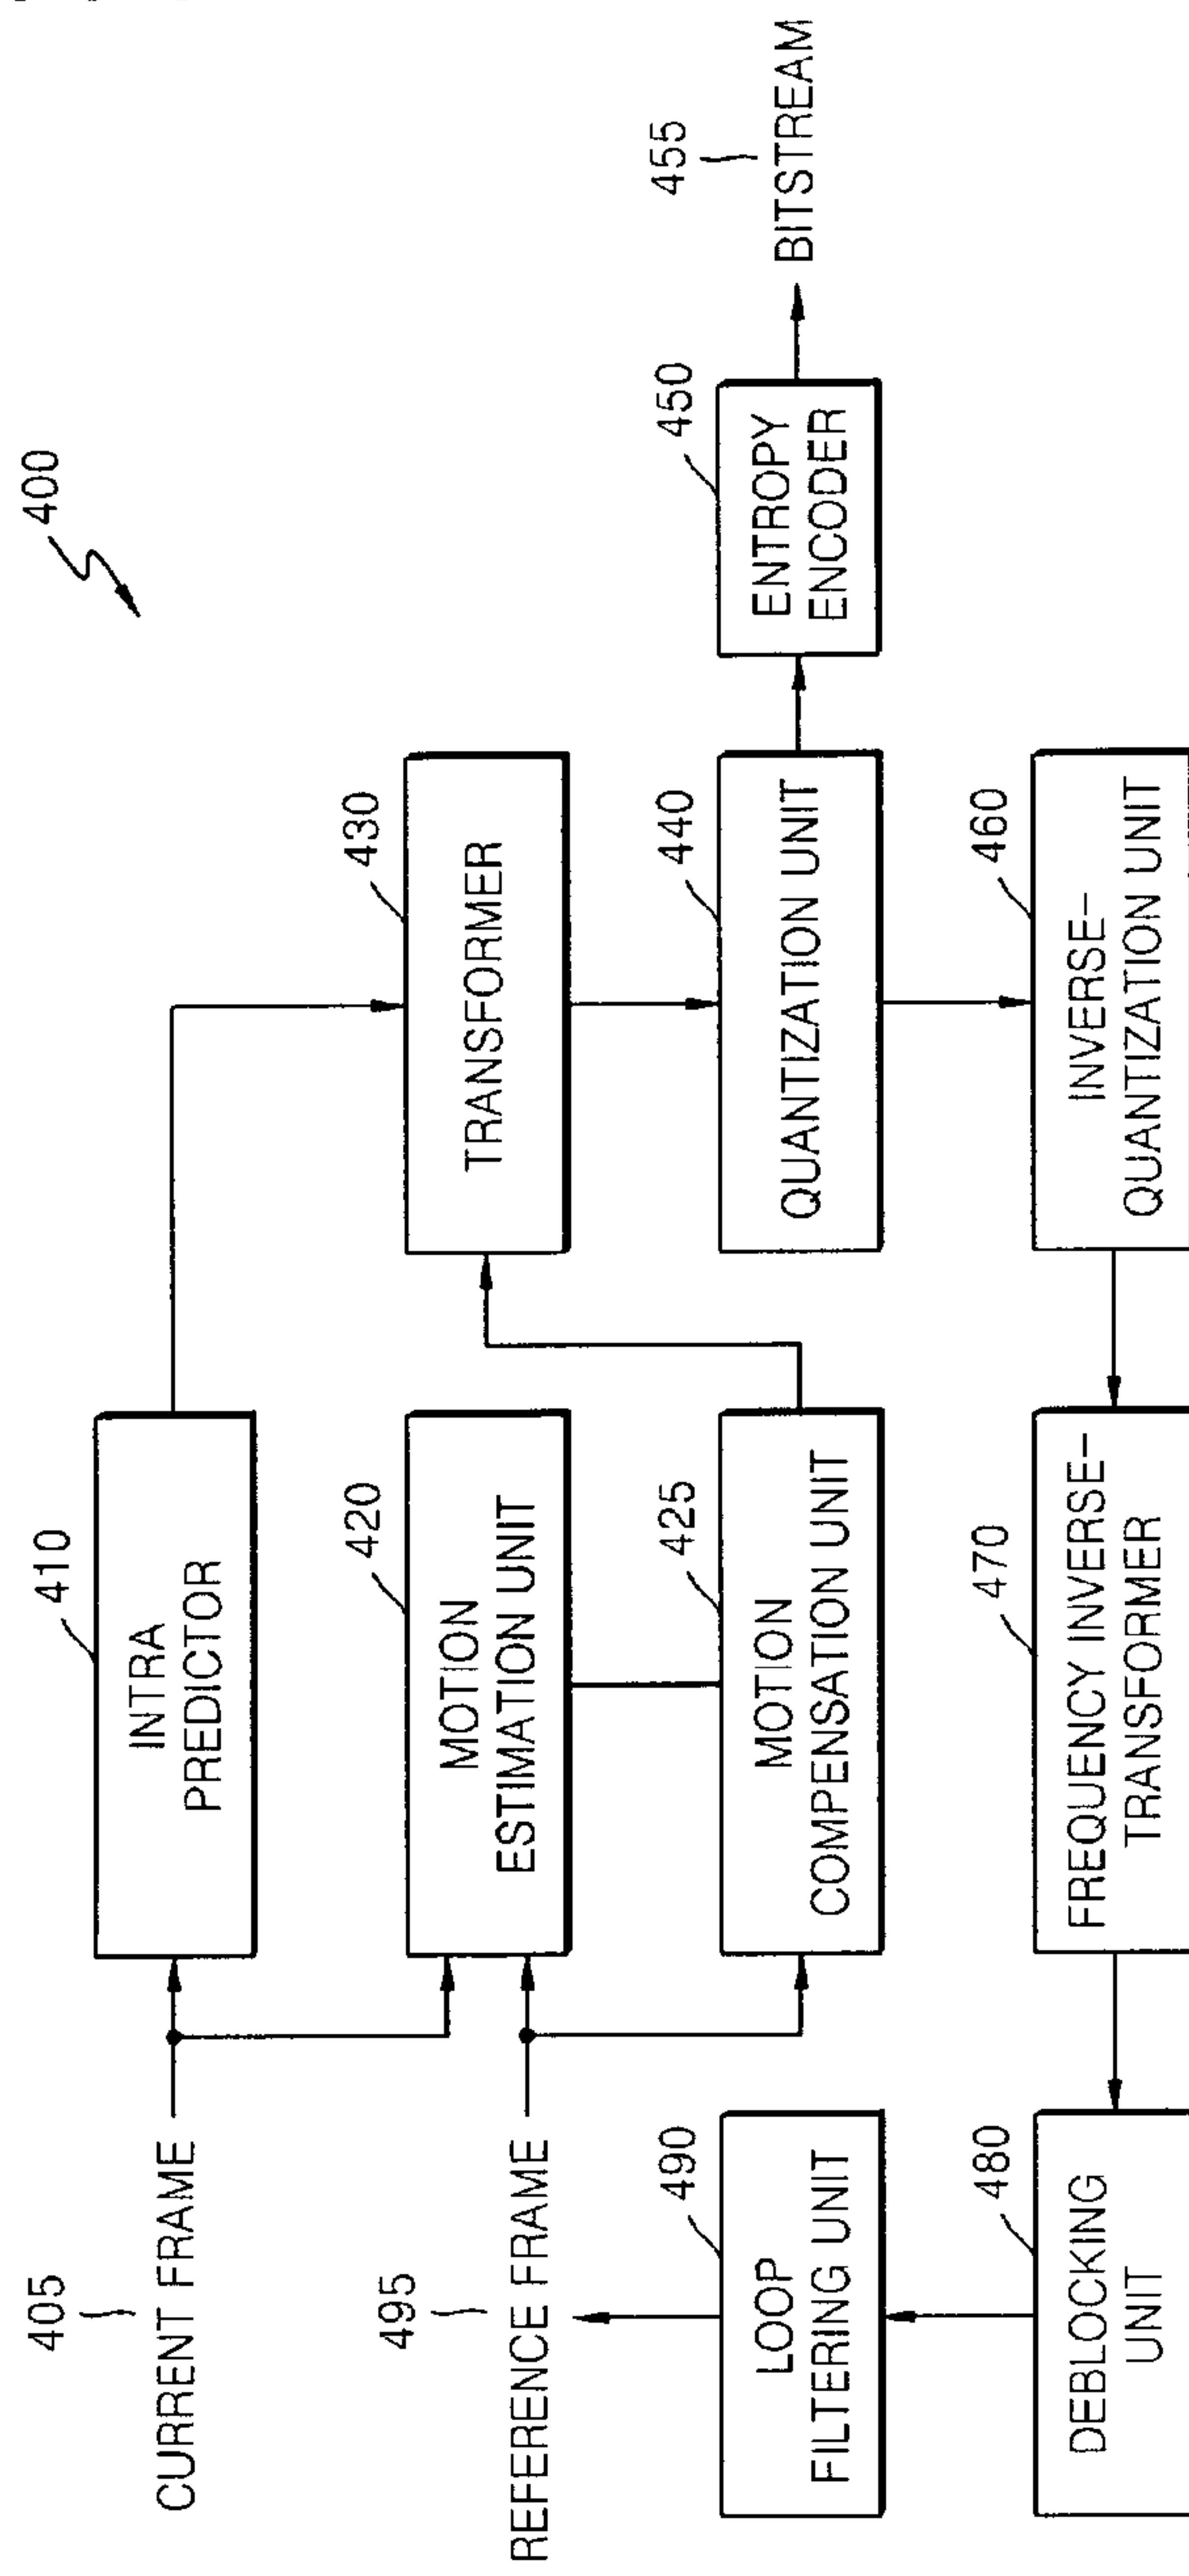 400
405
CURRENT FRAME
410
INTRA
PREDICTOR
495
REFERENCE FRAME
420
MOTION
ESTIMATION UNIT
430
TRANSFORMER
490
LOOP
FILTERING UNIT
425
MOTION
COMPENSATION UNIT
440
QUANTIZATION UNIT
450
ENTROPY
ENCODER
455
BITSTREAM
480
DEBLOCKING
UNIT
470
FREQUENCY INVERSE-
TRANSFORMER
460
INVERSE-
QUANTIZATION UNIT